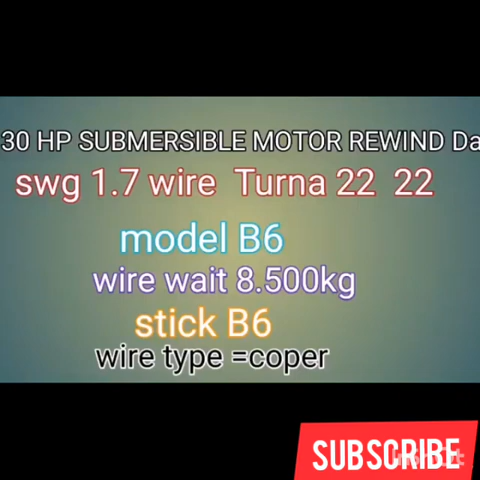 30 HP SUBMERSIBLE MOTOR REWIND Da
swg 1.7 wire Turna 22 22
model B6
wire wait 8.500kg
stick B6
wire type =coper
SUBSCRIBE